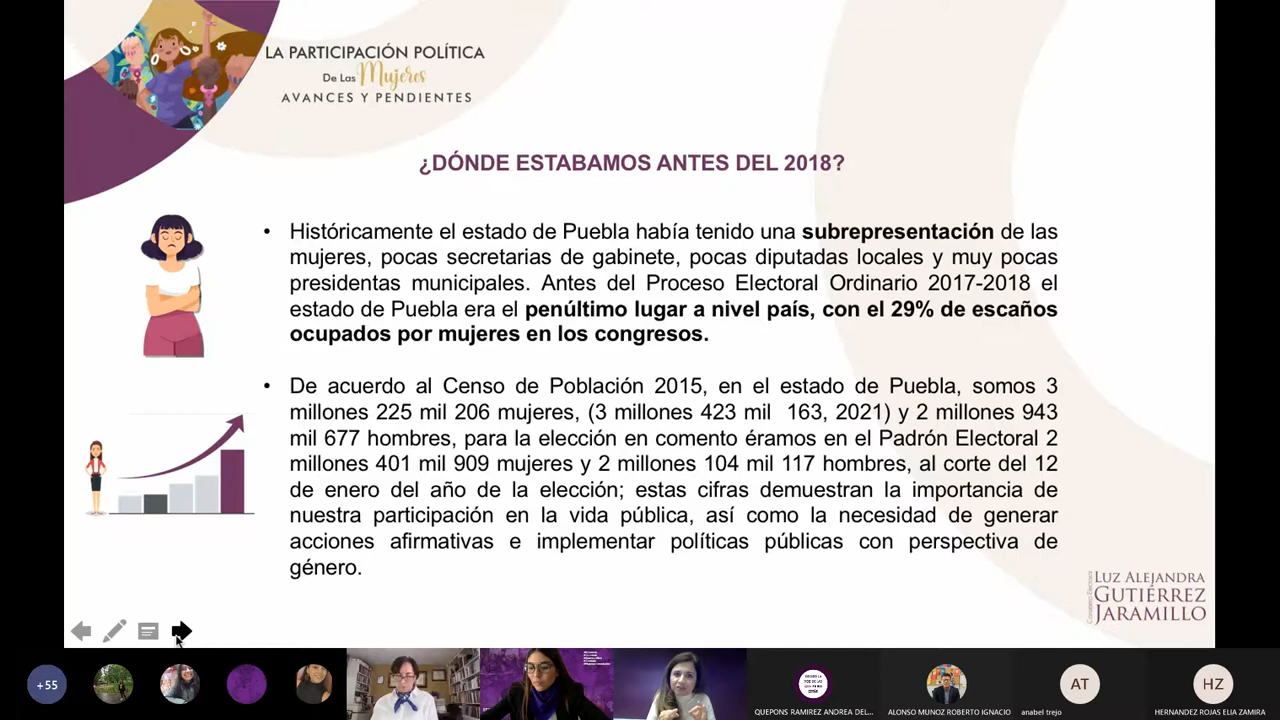 LA PARTICIPACIÓN POLÍTICA
De Las Mujeres
AVANCES Y PENDIENTES
¿DÓNDE ESTABAMOS ANTES DEL 2018?
• Históricamente el estado de Puebla había tenido una subrepresentación de las
mujeres, pocas secretarias de gabinete, pocas diputadas locales y muy pocas
presidentas municipales. Antes del Proceso Electoral Ordinario 2017-2018 el
estado de Puebla era el penúltimo lugar a nivel país, con el 29% de escaños
ocupados por mujeres en los congresos.
• De acuerdo al Censo de Población 2015, en el estado de Puebla, somos 3
millones 225 mil 206 mujeres, (3 millones 423 mil 163, 2021) y 2 millones 943
mil 677 hombres, para la elección en comento éramos en el Padrón Electoral 2
millones 401 mil 909 mujeres y 2 millones 104 mil 117 hombres, al corte del 12
de enero del año de la elección; estas cifras demuestran la importancia de
nuestra participación en la vida pública, así como la necesidad de generar
acciones afirmativas e implementar políticas públicas con perspectiva de
género.
LUZ ALEJANDRA
GUTIÉRREZ
JARAMILLO
+55
AT
HZ
QUEPONS RAMIREZ ANDREA DEL...
ALONSO MUNOZ ROBERTO IGNACIO
anabel trejo
HERNANDEZ ROJAS ELIA ZAMIRA